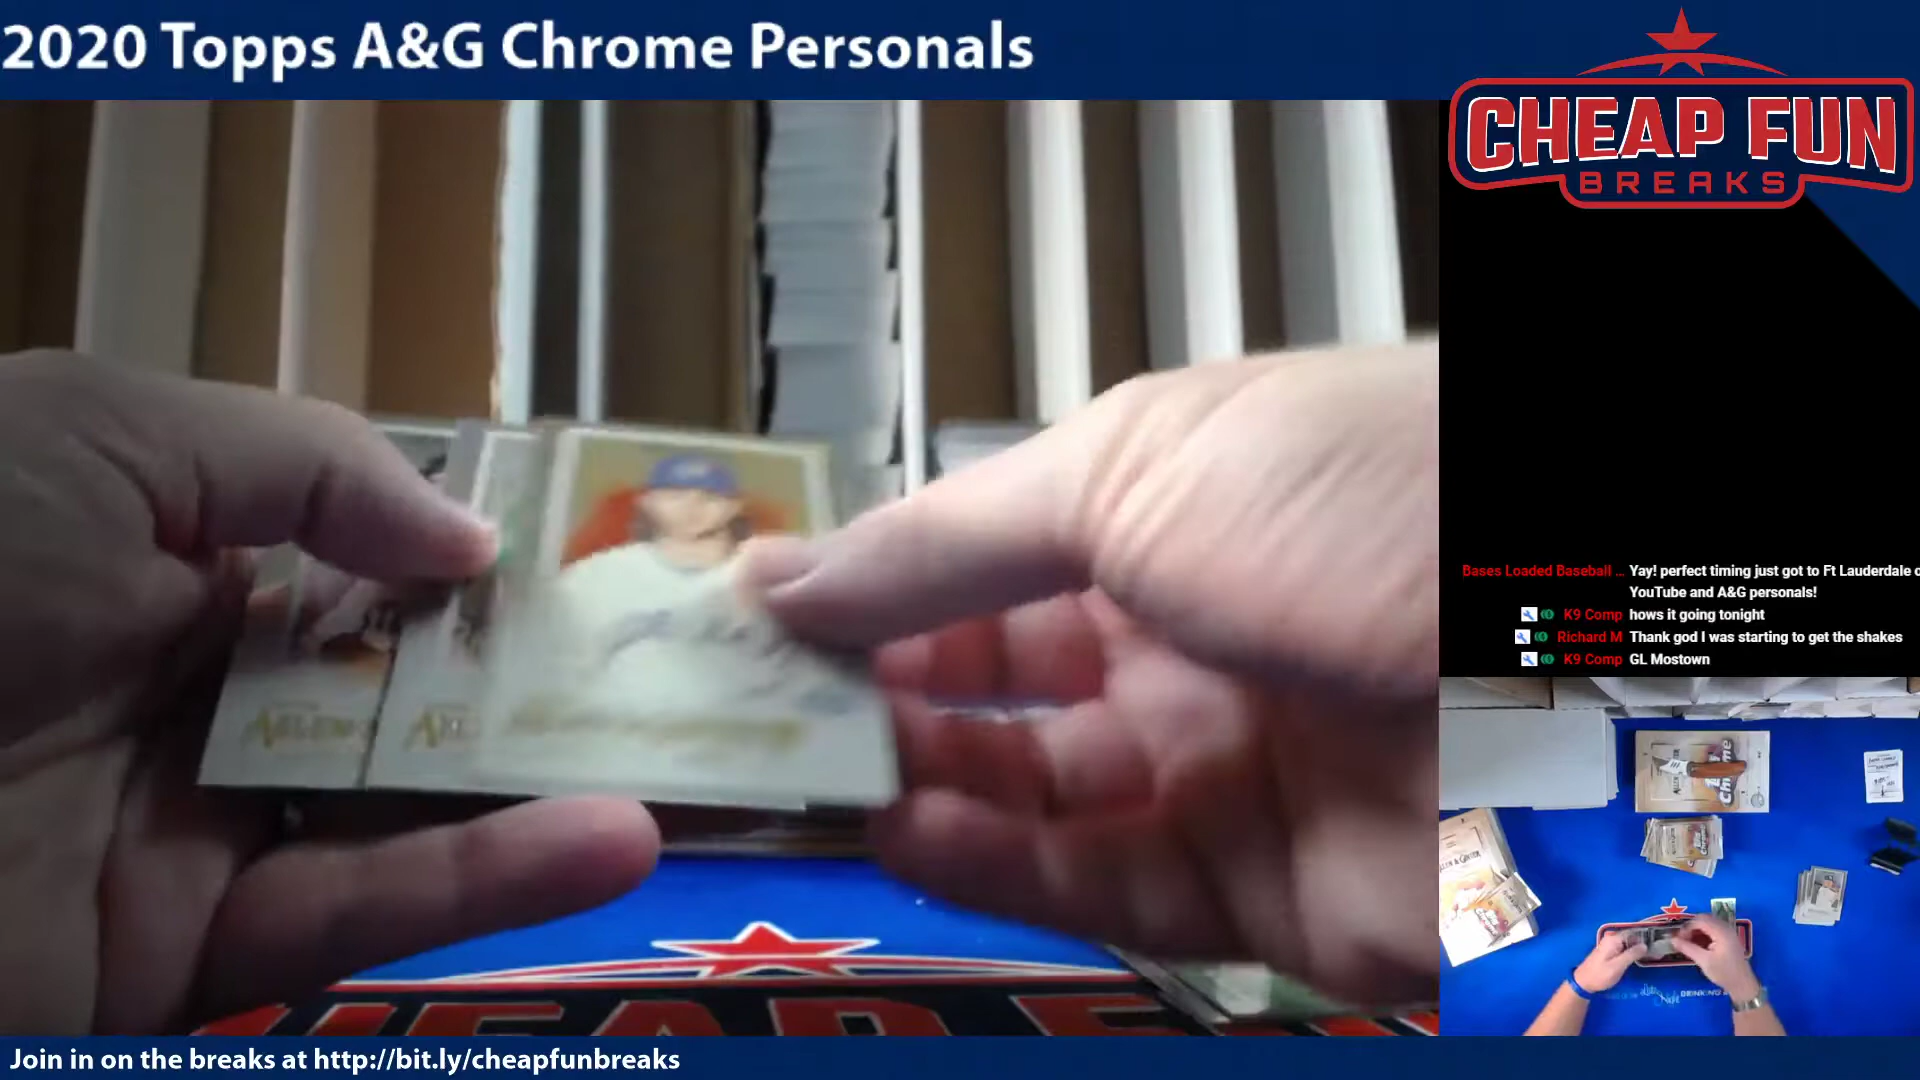 2020 Topps A&G Chrome Personals
CHEAP FUN
BREAKS
Bases Loaded Baseball ... Yay! perfect timing just got to Ft Lauderdale
YouTube and A&G personals!
K9 Comp hows it going tonight
Richard M Thank god I was starting to get the shakes
K9 Comp GL Mostown
Join in on the breaks at http://bit.ly/cheapfunbreaks